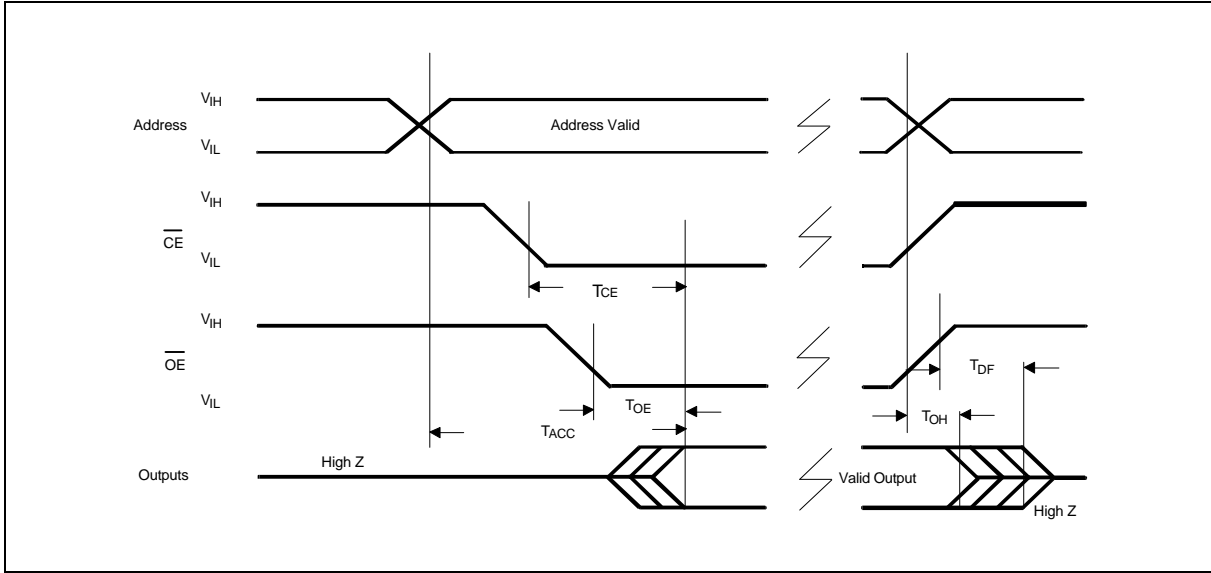 VIH
Address
Address Valid
VIL
VIH
CE
VIL
TCE
VIH
OE
TDF
VIL
TOE
TOH
TACC
High Z
Outputs
Valid Output
High Z